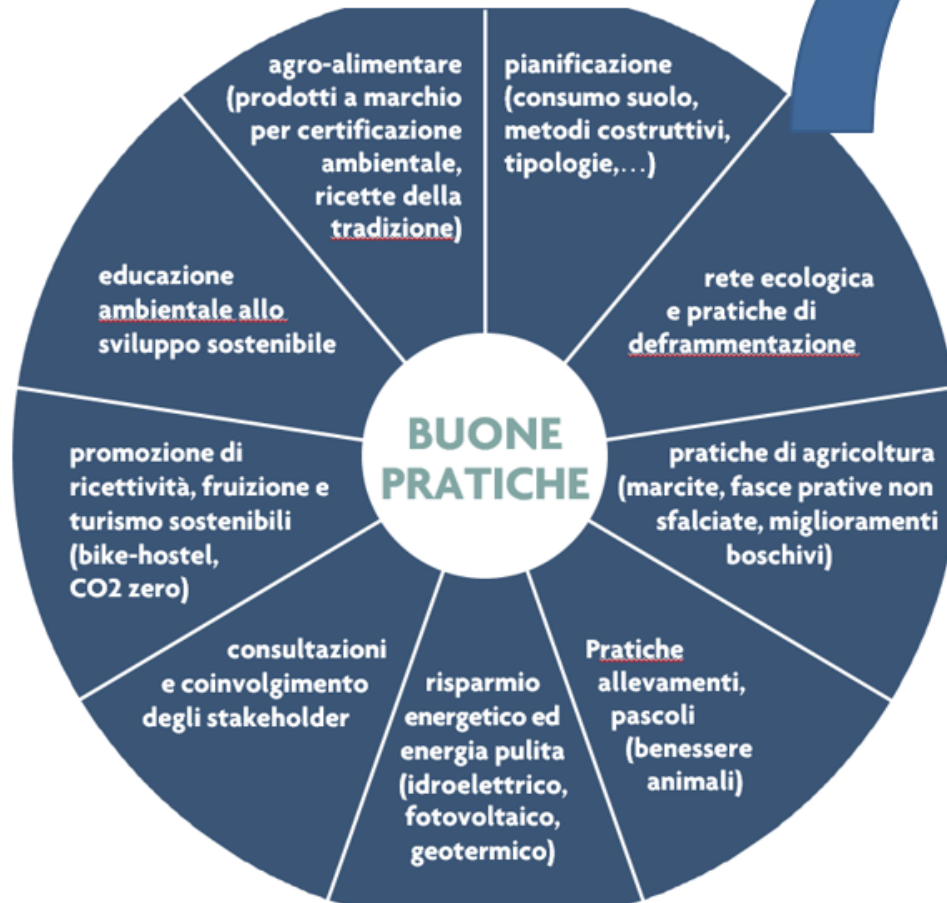 agro-alimentare
(prodotti a marchio
per certificazione
ambientale,
ricette della
tradizione)
pianificazione
(consumo suolo,
metodi costruttivi,
tipologie,…)
rete ecologica
e pratiche di
deframmentazione
pratiche di agricoltura
(marcite, fasce prative non
sfalciate, miglioramenti
boschivi)
Pratiche
allevamenti,
pascoli
(benessere
animali)
risparmio
energetico ed
energia pulita
(idroelettrico,
fotovoltaico,
geotermico)
consultazioni
e coinvolgimento
degli stakeholder
promozione di
ricettività, fruizione e
turismo sostenibili
(bike-hostel,
CO2 zero)
educazione
ambientale allo
sviluppo sostenibile
BUONE
PRATICHE